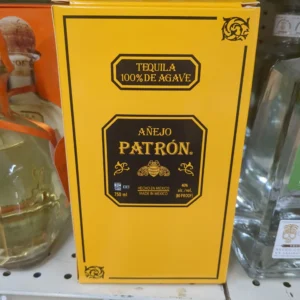 TEQUILA
100% DE AGAVE
AÑEJO
PATRÓN
HECHO EN MEXICO
MADE IN MEXICO
750 ml